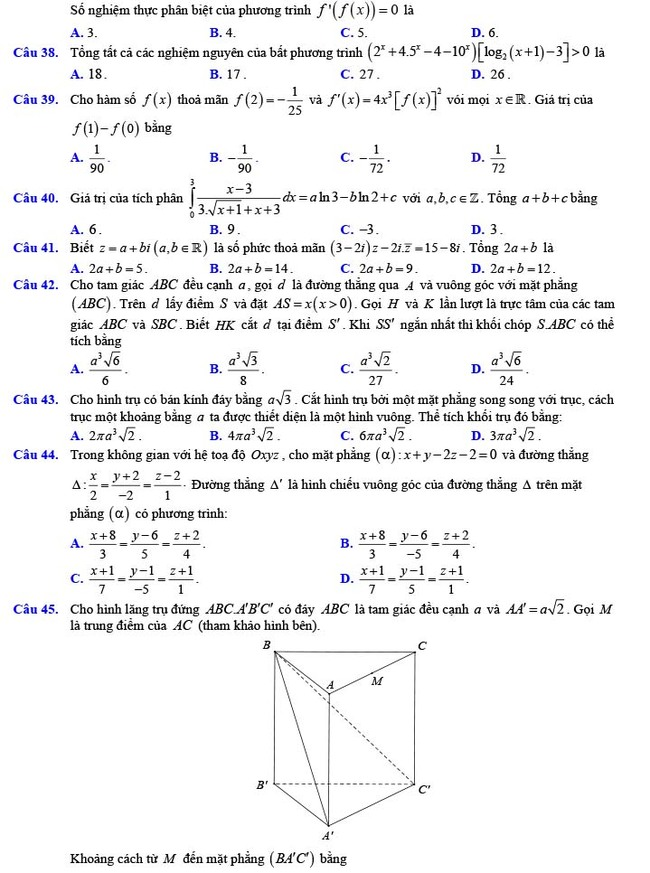 Số nghiệm thực phân biệt của phương trình f'(f(x))=0 là
A. 3. B. 4. C. 5. D. 6.
Câu 38. Tổng tất cả các nghiệm nguyên của bất phương trình (2^x+4.5^x-4-10^x)[log_2(x+1)-3]>0 là
A. 18. B. 17. C. 27. D. 26.
Câu 39. Cho hàm số f(x) thoả mãn f(2)=-1/25 và f'(x)=4x^3[f(x)]^2 với mọi x∈ℝ. Giá trị của
f(1)-f(0) bằng
A. 1/90. B. -1/90. C. -1/72. D. 1/72
Câu 40. Giá trị của tích phân ∫_0^3 (x-3)/(3.√(x+1)+x+3) dx=a ln3-b ln2+c với a,b,c∈ℤ. Tổng a+b+c bằng
A. 6. B. 9. C. -3. D. 3.
Câu 41. Biết z=a+bi (a,b∈ℝ) là số phức thoả mãn (3-2i)z-2i.z̅=15-8i. Tổng 2a+b là
A. 2a+b=5. B. 2a+b=14. C. 2a+b=9. D. 2a+b=12.
Câu 42. Cho tam giác ABC đều cạnh a, gọi d là đường thẳng qua A và vuông góc với mặt phẳng
(ABC). Trên d lấy điểm S và đặt AS=x(x>0). Gọi H và K lần lượt là trực tâm của các tam
giác ABC và SBC. Biết HK cắt d tại điểm S'. Khi SS' ngắn nhất thì khối chóp S.ABC có thể
tích bằng
A. a^3√6/6. B. a^3√3/8. C. a^3√2/27. D. a^3√6/24.
Câu 43. Cho hình trụ có bán kính đáy bằng a√3. Cắt hình trụ bởi một mặt phẳng song song với trục, cách
trục một khoảng bằng a ta được thiết diện là một hình vuông. Thể tích khối trụ đó bằng:
A. 2πa^3√2. B. 4πa^3√2. C. 6πa^3√2. D. 3πa^3√2.
Câu 44. Trong không gian với hệ toạ độ Oxyz, cho mặt phẳng (α):x+y-2z-2=0 và đường thẳng
Δ: x/2=(y+2)/-2=(z-2)/1. Đường thẳng Δ' là hình chiếu vuông góc của đường thẳng Δ trên mặt
phẳng (α) có phương trình:
A. (x+8)/3=(y-6)/5=(z+2)/4. B. (x+8)/3=(y-6)/-5=(z+2)/4.
C. (x+1)/7=(y-1)/-5=(z+1)/1. D. (x+1)/7=(y-1)/5=(z+1)/1.
Câu 45. Cho hình lăng trụ đứng ABC.A'B'C' có đáy ABC là tam giác đều cạnh a và AA'=a√2. Gọi M
là trung điểm của AC (tham khảo hình bên).
B C
A M
B' C'
A'
Khoảng cách từ M đến mặt phẳng (BA'C') bằng